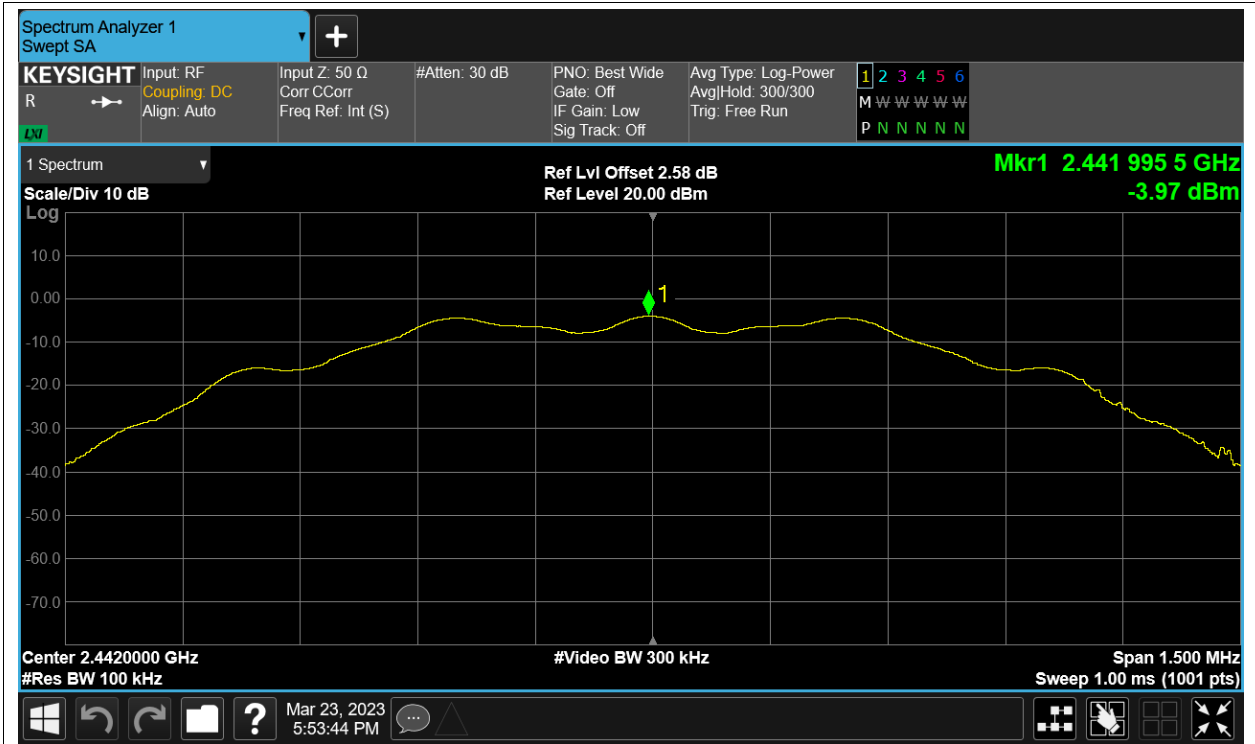 Spectrum Analyzer 1
Swept SA
KEYSIGHT
R
LXI
Input: RF
Coupling: DC
Align: Auto
Input Z: 50 Ω
Corr CCorr
Freq Ref: Int (S)
#Atten: 30 dB
PNO: Best Wide
Gate: Off
IF Gain: Low
Sig Track: Off
Avg Type: Log-Power
Avg|Hold: 300/300
Trig: Free Run
1 2 3 4 5 6
M W W W W W
P N N N N N
1 Spectrum
Scale/Div 10 dB
Log
Ref Lvl Offset 2.58 dB
Ref Level 20.00 dBm
Mkr1 2.441 995 5 GHz
-3.97 dBm
10.0
0.00
-10.0
-20.0
-30.0
-40.0
-50.0
-60.0
-70.0
1
Center 2.4420000 GHz
#Res BW 100 kHz
#Video BW 300 kHz
Span 1.500 MHz
Sweep 1.00 ms (1001 pts)
?
Mar 23, 2023
5:53:44 PM